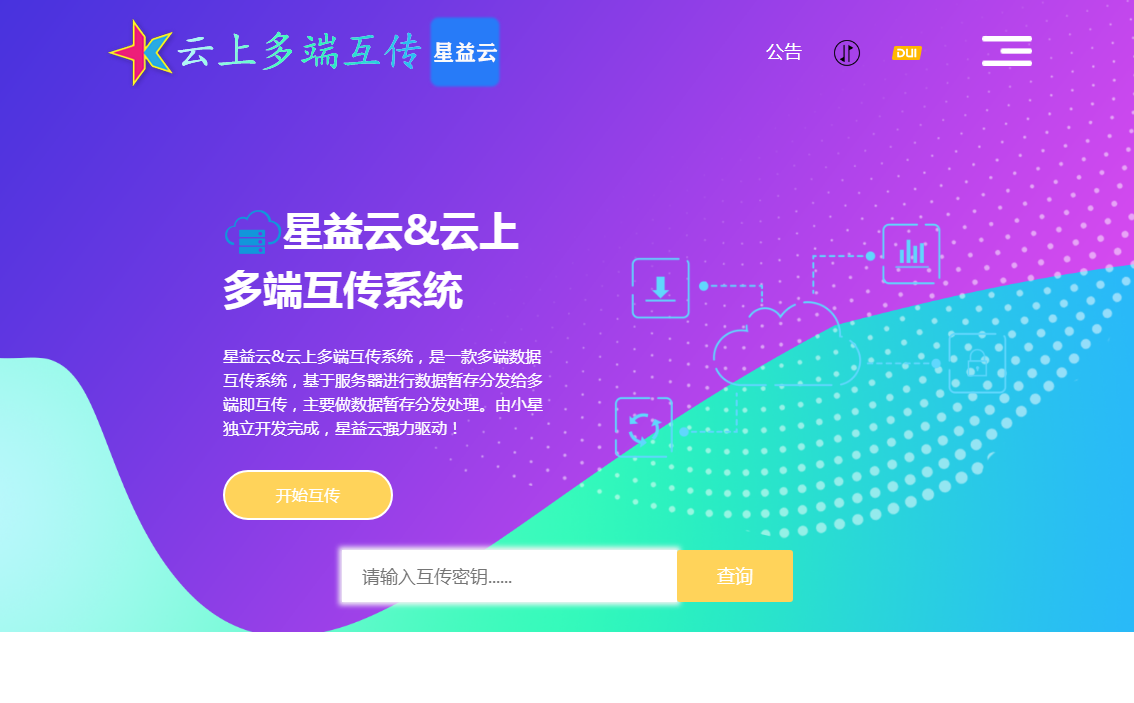 云上多端互传 星益云
公告
DUI
星益云&云上
多端互传系统
星益云&云上多端互传系统，是一款多端数据
互传系统，基于服务器进行数据暂存分发给多
端即互传，主要做数据暂存分发处理。由小星
独立开发完成，星益云强力驱动！
开始互传
请输入互传密钥......
查询